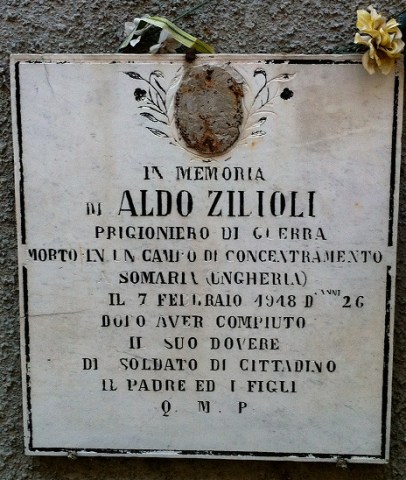 IN MEMORIA
DI ALDO ZILIOLI
PRIGIONIERO DI GUERRA
MORTO IN UN CAMPO DI CONCENTRAMENTO
SOMARIA (UNGHERIA)
IL 7 FEBBRAIO 1918 D'ANNI 26
DOPO AVER COMPIUTO
IL SUO DOVERE
DI SOLDATO DI CITTADINO
IL PADRE ED I FIGLI
Q. M. P.